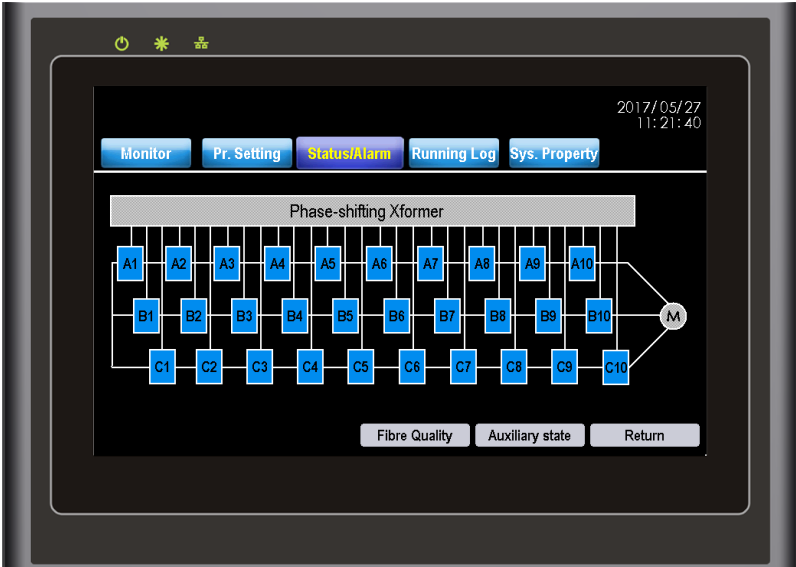 2017/05/27
11:21:40
Monitor Pr. Setting Status/Alarm Running Log Sys. Property
Phase-shifting Xformer
A1 A2 A3 A4 A5 A6 A7 A8 A9 A10
B1 B2 B3 B4 B5 B6 B7 B8 B9 B10 M
C1 C2 C3 C4 C5 C6 C7 C8 C9 C10
Fibre Quality Auxiliary state Return